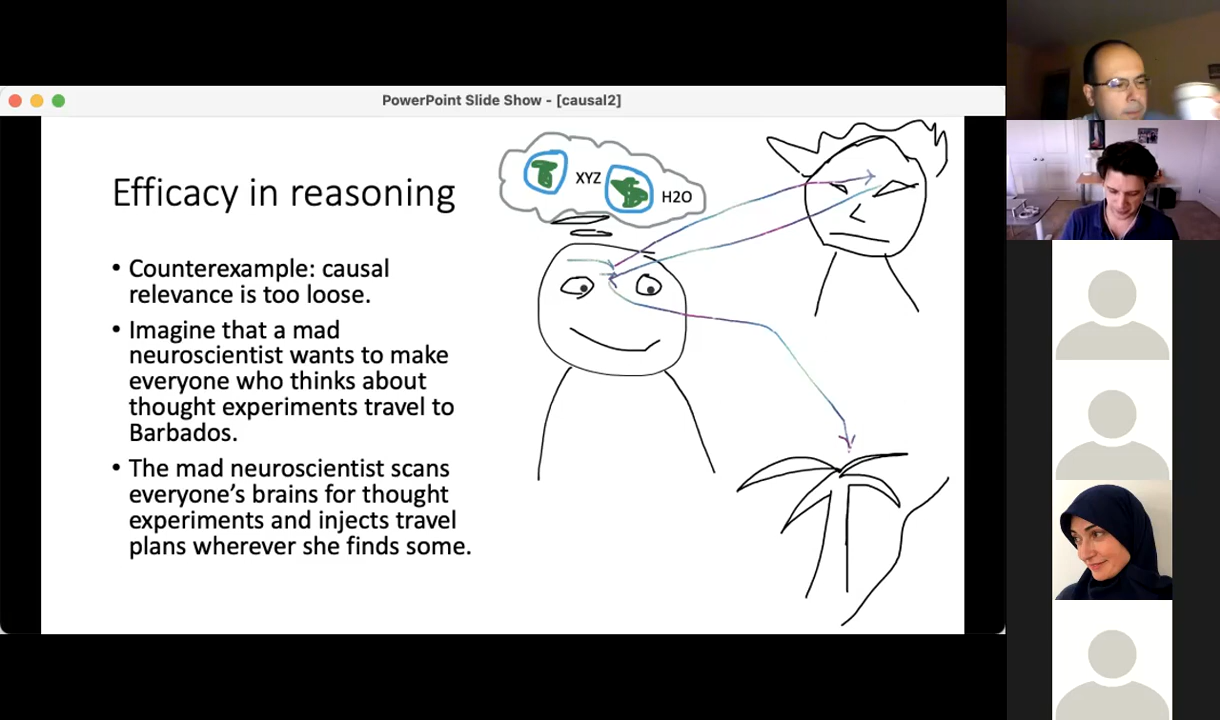 PowerPoint Slide Show - [causal2]
Efficacy in reasoning
• Counterexample: causal
relevance is too loose.
• Imagine that a mad
neuroscientist wants to make
everyone who thinks about
thought experiments travel to
Barbados.
• The mad neuroscientist scans
everyone’s brains for thought
experiments and injects travel
plans wherever she finds some.
T XYZ
H2O